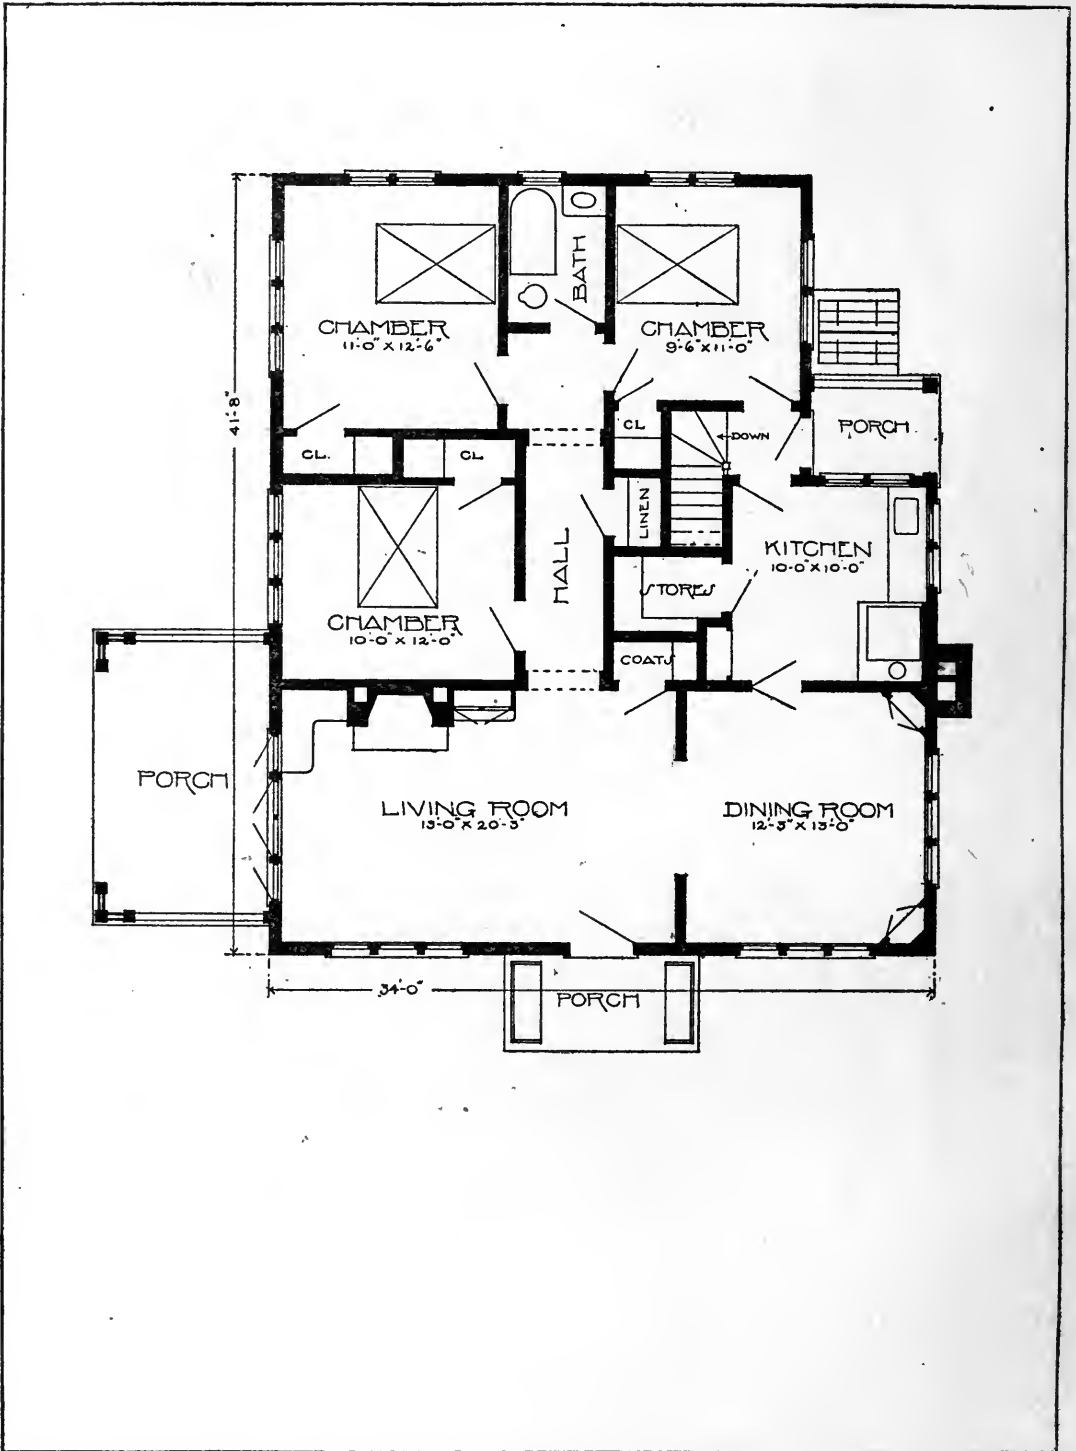 BATH
CHAMBER
11'-0" X 12'-6"
CHAMBER
9'-6" X 11'-0"
41'-8"
CL.
CL
CL
DOWN
PORCH
LINEN
HALL
KITCHEN
10'-0" X 10'-0"
STORES
CHAMBER
10'-0" X 12'-0"
COATS
PORCH
LIVING ROOM
13'-0" X 20'-3"
DINING ROOM
12'-3" X 13'-0"
34'-0"
PORCH